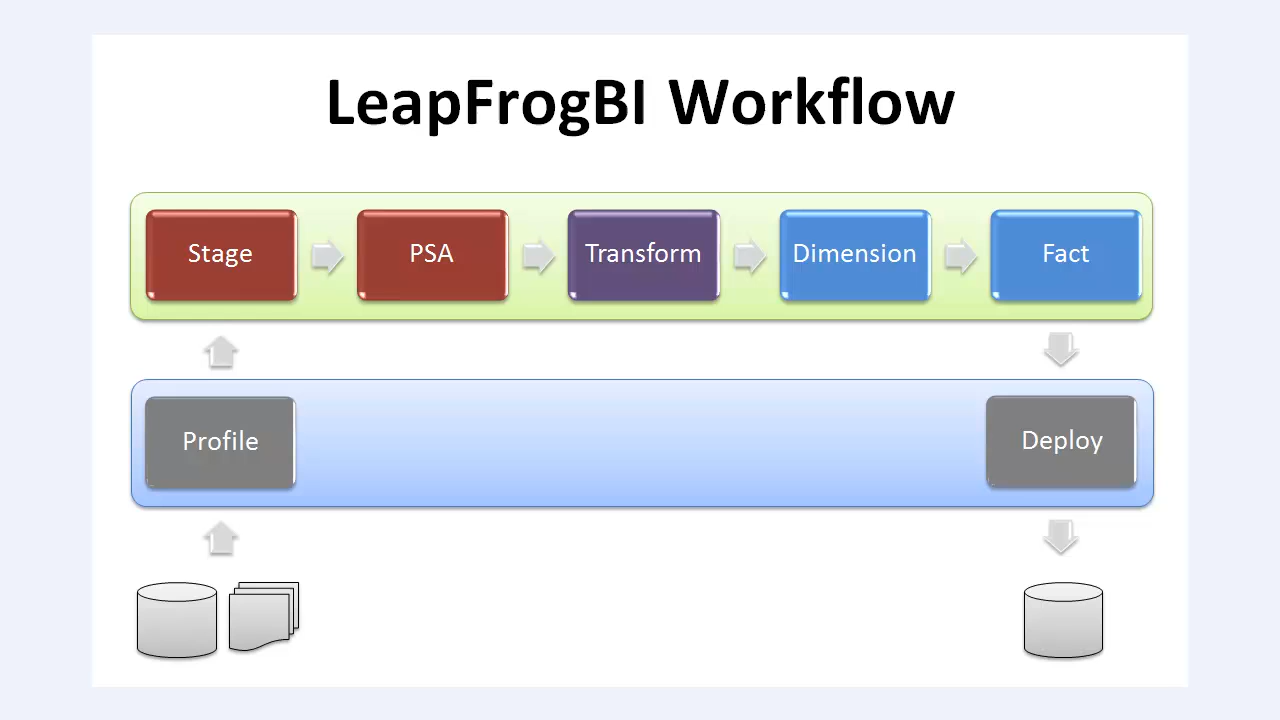 LeapFrogBI Workflow
Stage
PSA
Transform
Dimension
Fact
Profile
Deploy